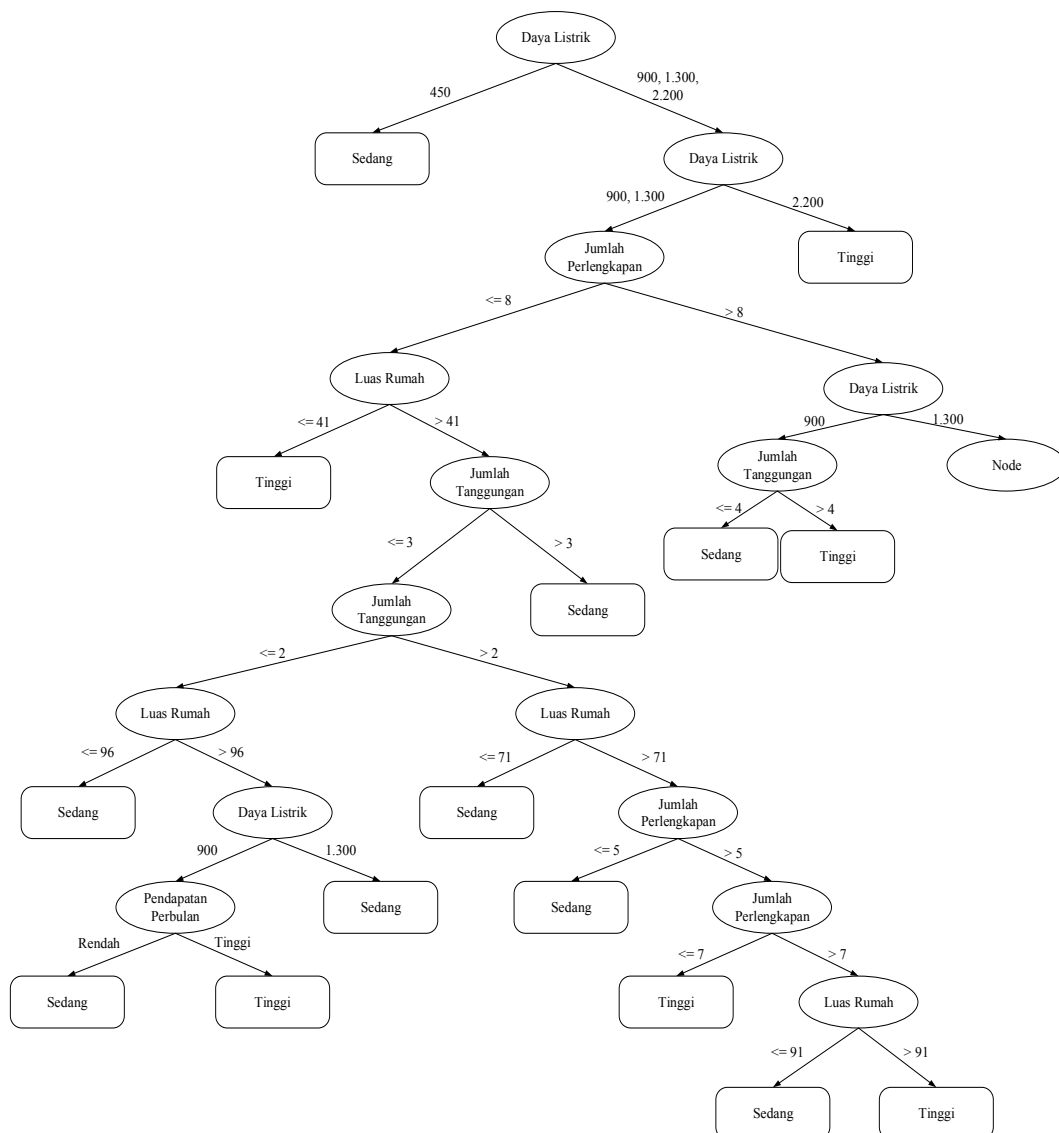 Daya Listrik
450
900, 1.300,
2.200
Sedang
Daya Listrik
900, 1.300
2.200
Jumlah
Perlengkapan
Tinggi
<= 8
> 8
Luas Rumah
Daya Listrik
<= 41
> 41
900
1.300
Tinggi
Jumlah
Tanggungan
Jumlah
Tanggungan
Node
<= 4
> 4
Sedang
Tinggi
<= 3
> 3
Jumlah
Tanggungan
Sedang
<= 2
> 2
Luas Rumah
Luas Rumah
<= 96
> 96
<= 71
> 71
Sedang
Daya Listrik
Sedang
Jumlah
Perlengkapan
900
1.300
<= 5
> 5
Pendapatan
Perbulan
Sedang
Sedang
Jumlah
Perlengkapan
Rendah
Tinggi
<= 7
> 7
Sedang
Tinggi
Tinggi
Luas Rumah
<= 91
> 91
Sedang
Tinggi